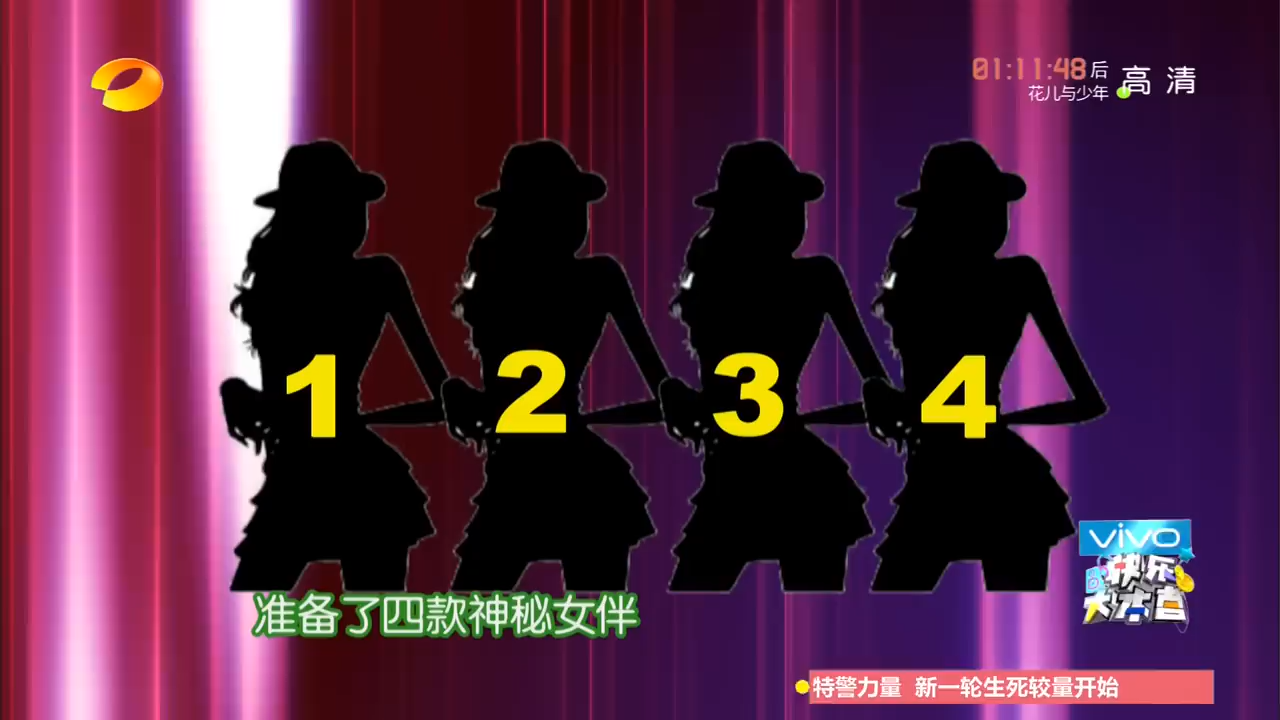 01:11:48后
花儿与少年
高清
1
2
3
4
vivo
快乐
大本营
准备了四款神秘女伴
特警力量 新一轮生死较量开始